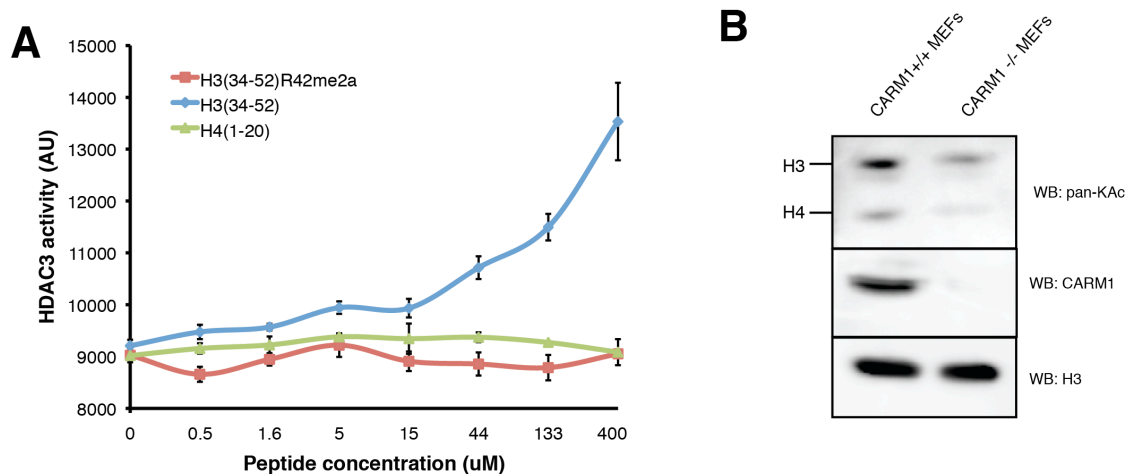 A
HDAC3 activity (AU)
15000
14000
13000
12000
11000
10000
9000
8000
H3(34-52)R42me2a
H3(34-52)
H4(1-20)
0 0.5 1.6 5 15 44 133 400
Peptide concentration (uM)
B
CARM1+/+ MEFs
CARM1 -/- MEFs
H3
H4
WB: pan-KAc
WB: CARM1
WB: H3